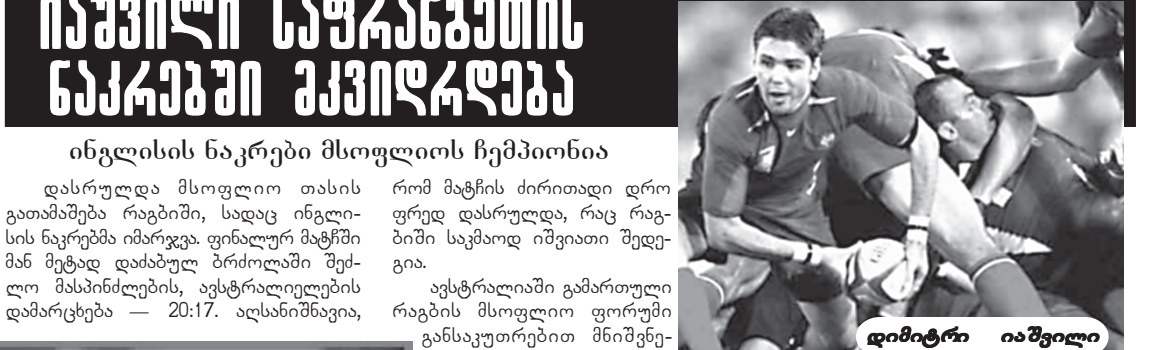 იაშვილი საფრანგეთის
ნაკრებში მკვიდრდება
ინგლისის ნაკრები მსოფლიოს ჩემპიონია
დასრულდა მსოფლიო თასის
გათამაშება რაგბიში, სადაც ინგლი-
სის ნაკრებმა იმარჯვა. ფინალურ მატჩში
მან მეტად დაძაბულ ბრძოლაში შეძ-
ლო მასპინძლების, ავსტრალიელების
დამარცხება — 20:17. აღსანიშნავია,
რომ მატჩის ძირითადი დრო
ფრედ დასრულდა, რაც რაგ-
ბიში საკმაოდ იშვიათი შედე-
გია.
ავსტრალიაში გამართული
რაგბის მსოფლიო ფორუმი
განსაკუთრებით მნიშვნე-
დიმიტრი იაშვილი